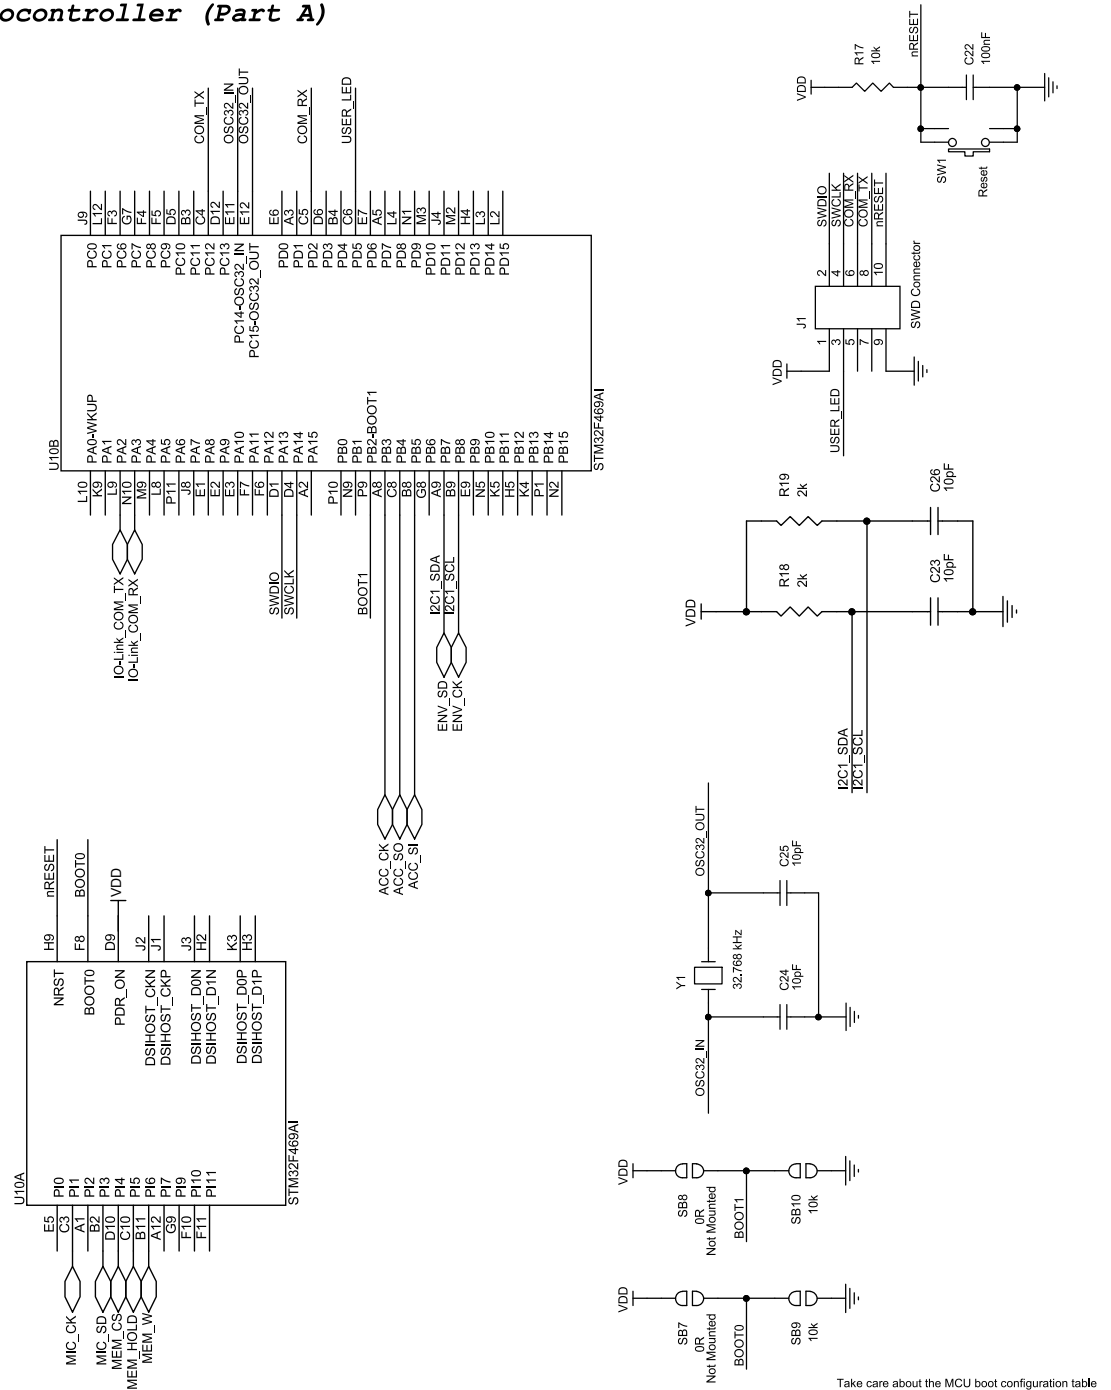 ocontroller (Part A)
J9
L12
F3
G7
F4
F5
D5
B3
C4
D12
E11
E12
E6
A3
C5
D6
B4
C6
E7
A5
L4
N1
M3
J4
M2
H4
L3
L2
COM_TX
OSC32_IN
OSC32_OUT
COM_RX
USER_LED
PC0
PC1
PC6
PC7
PC8
PC9
PC10
PC11
PC12
PC13
PC14-OSC32_IN
PC15-OSC32_OUT
PD0
PD1
PD2
PD3
PD4
PD5
PD6
PD7
PD8
PD9
PD10
PD11
PD12
PD13
PD14
PD15
U10B
STM32F469AI
PA0-WKUP
PA1
PA2
PA3
PA4
PA5
PA6
PA7
PA8
PA9
PA10
PA11
PA12
PA13
PA14
PA15
PB0
PB1
PB2-BOOT1
PB3
PB4
PB5
PB6
PB7
PB8
PB9
PB10
PB11
PB12
PB13
PB14
PB15
L10
K9
L9
N10
M9
L8
P11
J8
E1
E2
E3
F7
F6
D1
D4
A2
P10
N9
P9
A8
C8
B8
G8
A9
B9
E9
N5
K5
H5
K4
P1
N2
IO-Link_COM_TX
IO-Link_COM_RX
SWDIO
SWCLK
BOOT1
ACC_CK
ACC_SO
ACC_SI
I2C1_SDA
I2C1_SCL
ENV_SD
ENV_CK
nRESET
VDD
R17
10k
C22
100nF
SW1
Reset
SWDIO
SWCLK
COM_RX
COM_TX
nRESET
2
4
6
8
10
J1
SWD Connector
1
3
5
7
9
VDD
USER_LED
R19
2k
C26
10pF
R18
2k
C23
10pF
VDD
I2C1_SDA
I2C1_SCL
OSC32_OUT
C25
10pF
Y1
32.768 kHz
C24
10pF
OSC32_IN
H9
F8
D9
J2
J1
J3
H2
K3
H3
nRESET
BOOT0
VDD
NRST
BOOT0
PDR_ON
DSIHOST_CKN
DSIHOST_CKP
DSIHOST_D0N
DSIHOST_D1N
DSIHOST_D0P
DSIHOST_D1P
U10A
STM32F469AI
PI0
PI1
PI2
PI3
PI4
PI5
PI6
PI7
PI9
PI10
PI11
E5
C3
A1
B2
D10
C10
B11
A12
G9
F10
F11
MIC_CK
MIC_SD
MEM_CS
MEM_HOLD
MEM_W
VDD
SB8
0R
Not Mounted
BOOT1
SB10
10k
VDD
SB7
0R
Not Mounted
BOOT0
SB9
10k
Take care about the MCU boot configuration table